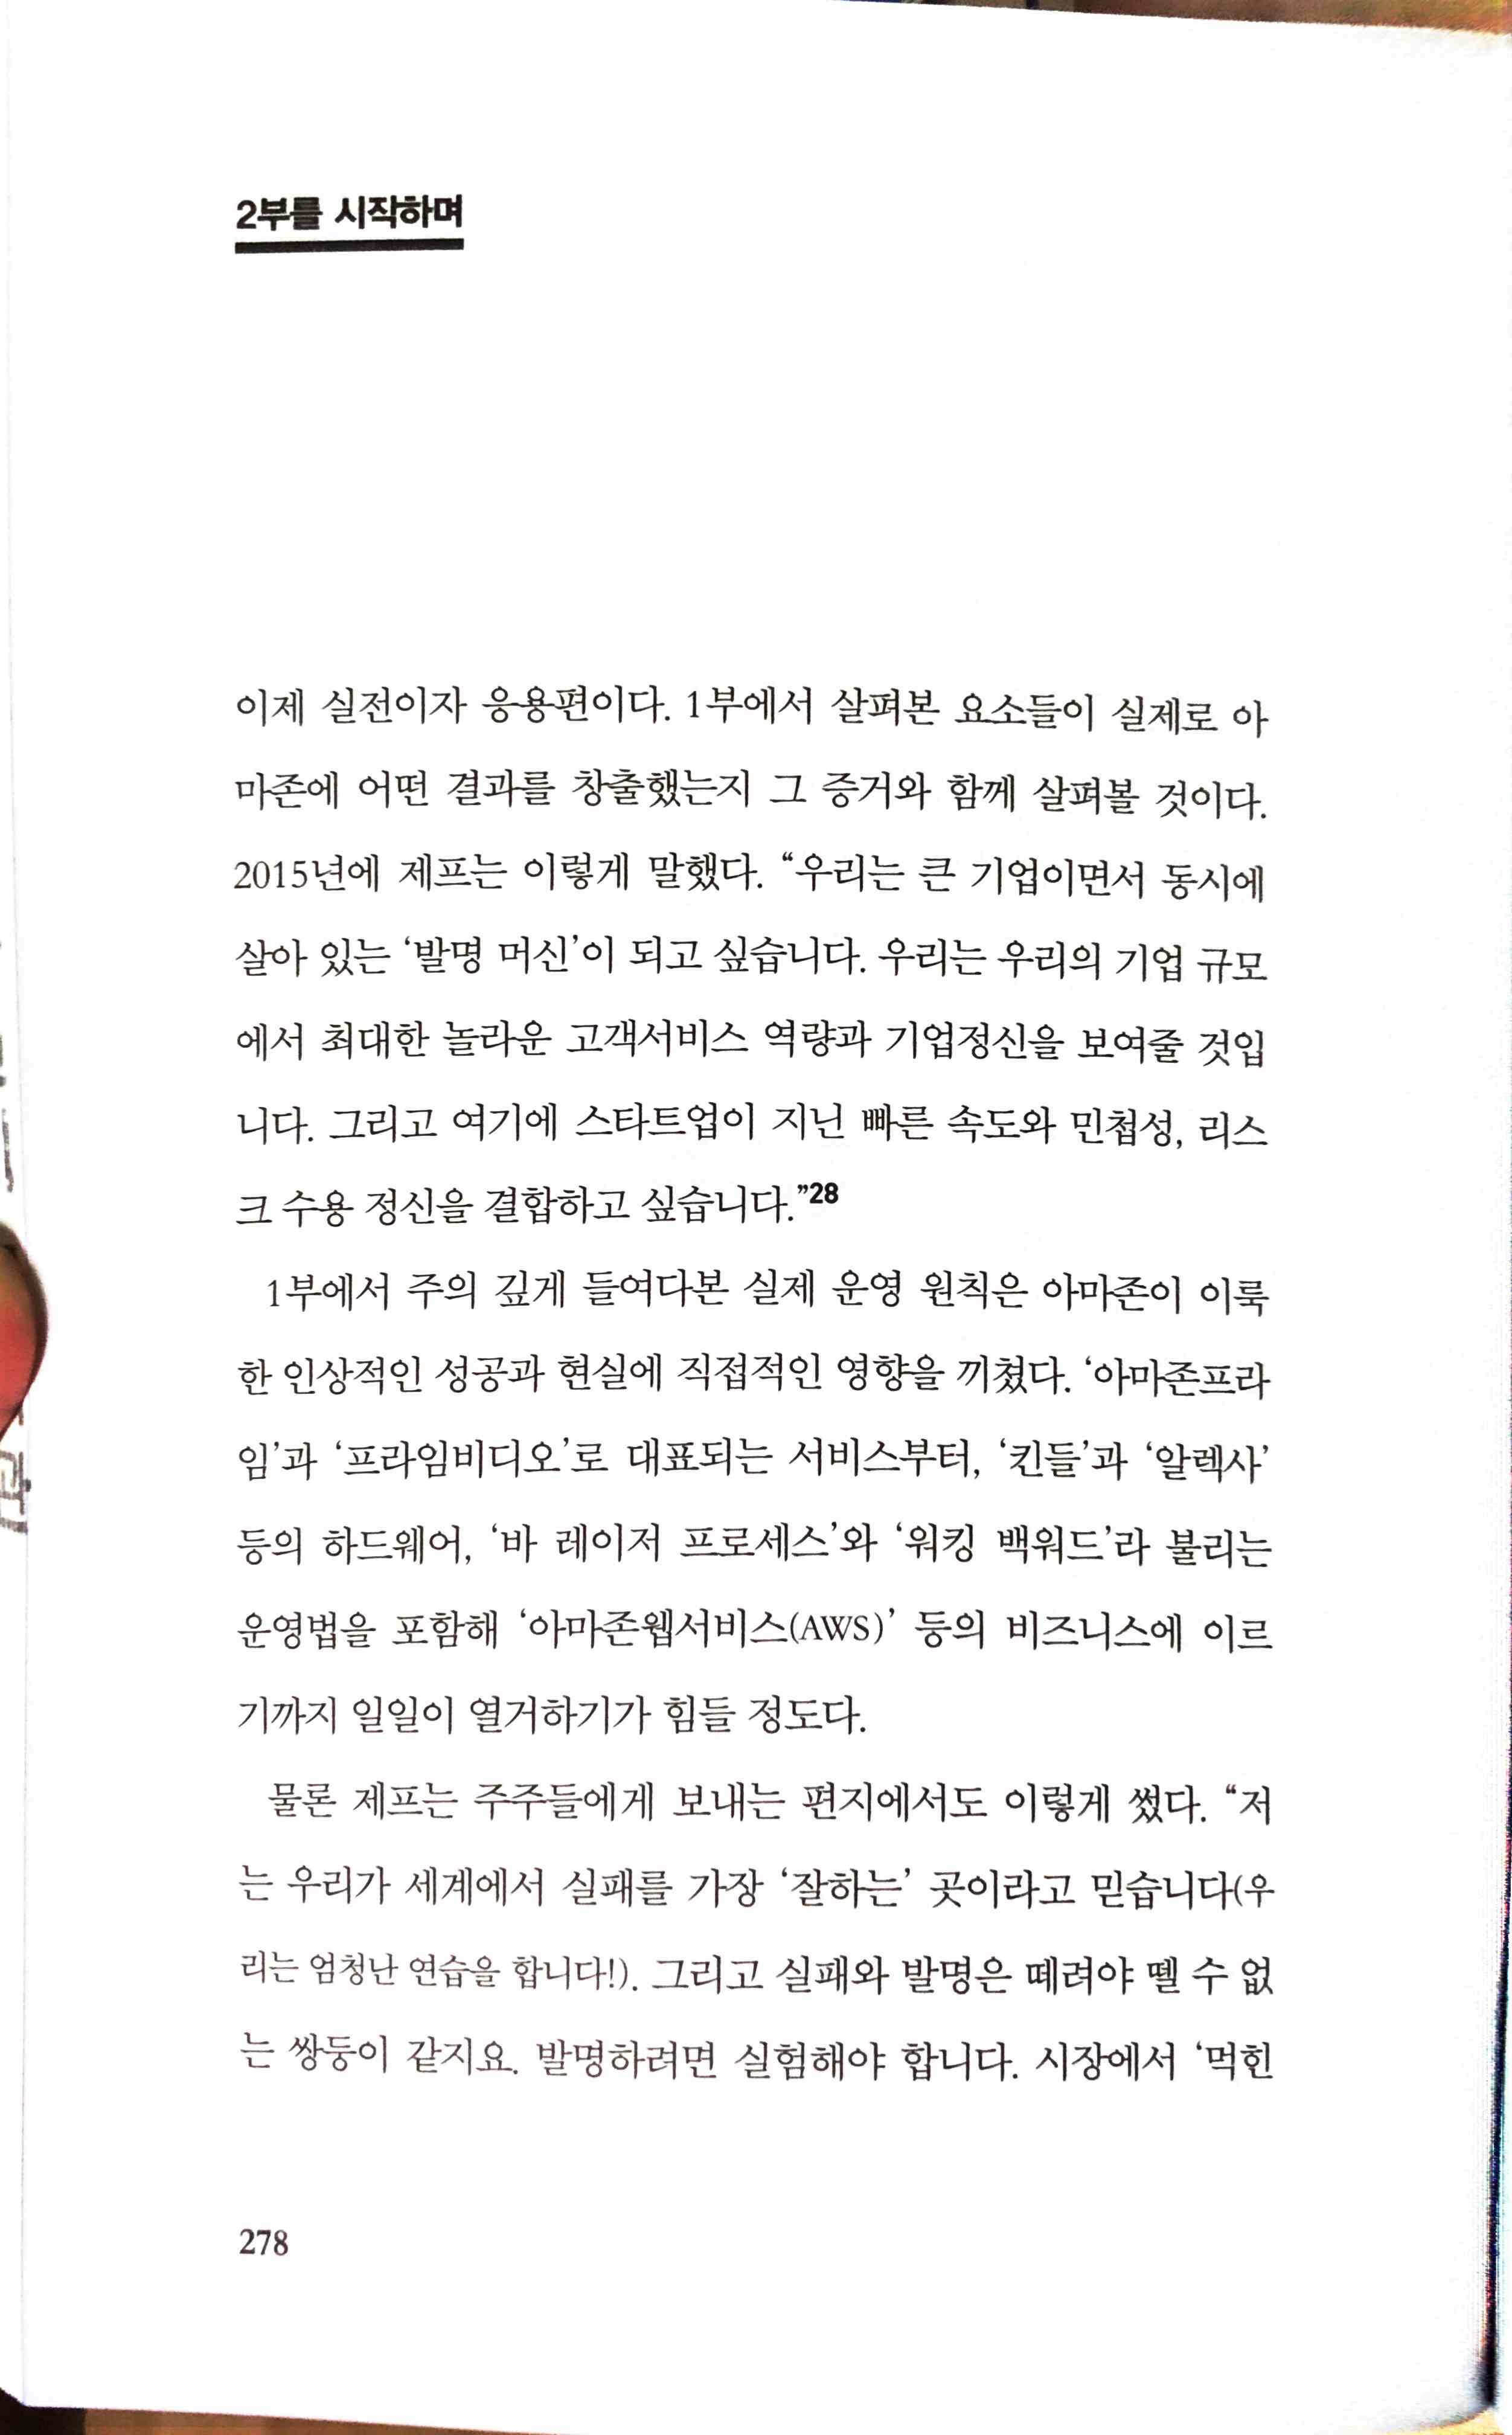 2부를 시작하며
이제 실전이자 응용편이다. 1부에서 살펴본 요소들이 실제로 아
마존에 어떤 결과를 창출했는지 그 증거와 함께 살펴볼 것이다.
2015년에 제프는 이렇게 말했다. “우리는 큰 기업이면서 동시에
살아 있는 ‘발명 머신’이 되고 싶습니다. 우리는 우리의 기업 규모
에서 최대한 놀라운 고객서비스 역량과 기업정신을 보여줄 것입
니다. 그리고 여기에 스타트업이 지닌 빠른 속도와 민첩성, 리스
크 수용 정신을 결합하고 싶습니다.”28
1부에서 주의 깊게 들여다본 실제 운영 원칙은 아마존이 이룩
한 인상적인 성공과 현실에 직접적인 영향을 끼쳤다. ‘아마존프라
임’과 ‘프라임비디오’로 대표되는 서비스부터, ‘킨들’과 ‘알렉사’
등의 하드웨어, ‘바 레이저 프로세스’와 ‘워킹 백워드’라 불리는
운영법을 포함해 ‘아마존웹서비스(AWS)’ 등의 비즈니스에 이르
기까지 일일이 열거하기가 힘들 정도다.
물론 제프는 주주들에게 보내는 편지에서도 이렇게 썼다. “저
는 우리가 세계에서 실패를 가장 ‘잘하는’ 곳이라고 믿습니다(우
리는 엄청난 연습을 합니다!). 그리고 실패와 발명은 떼려야 뗄 수 없
는 쌍둥이 같지요. 발명하려면 실험해야 합니다. 시장에서 ‘먹힌
278